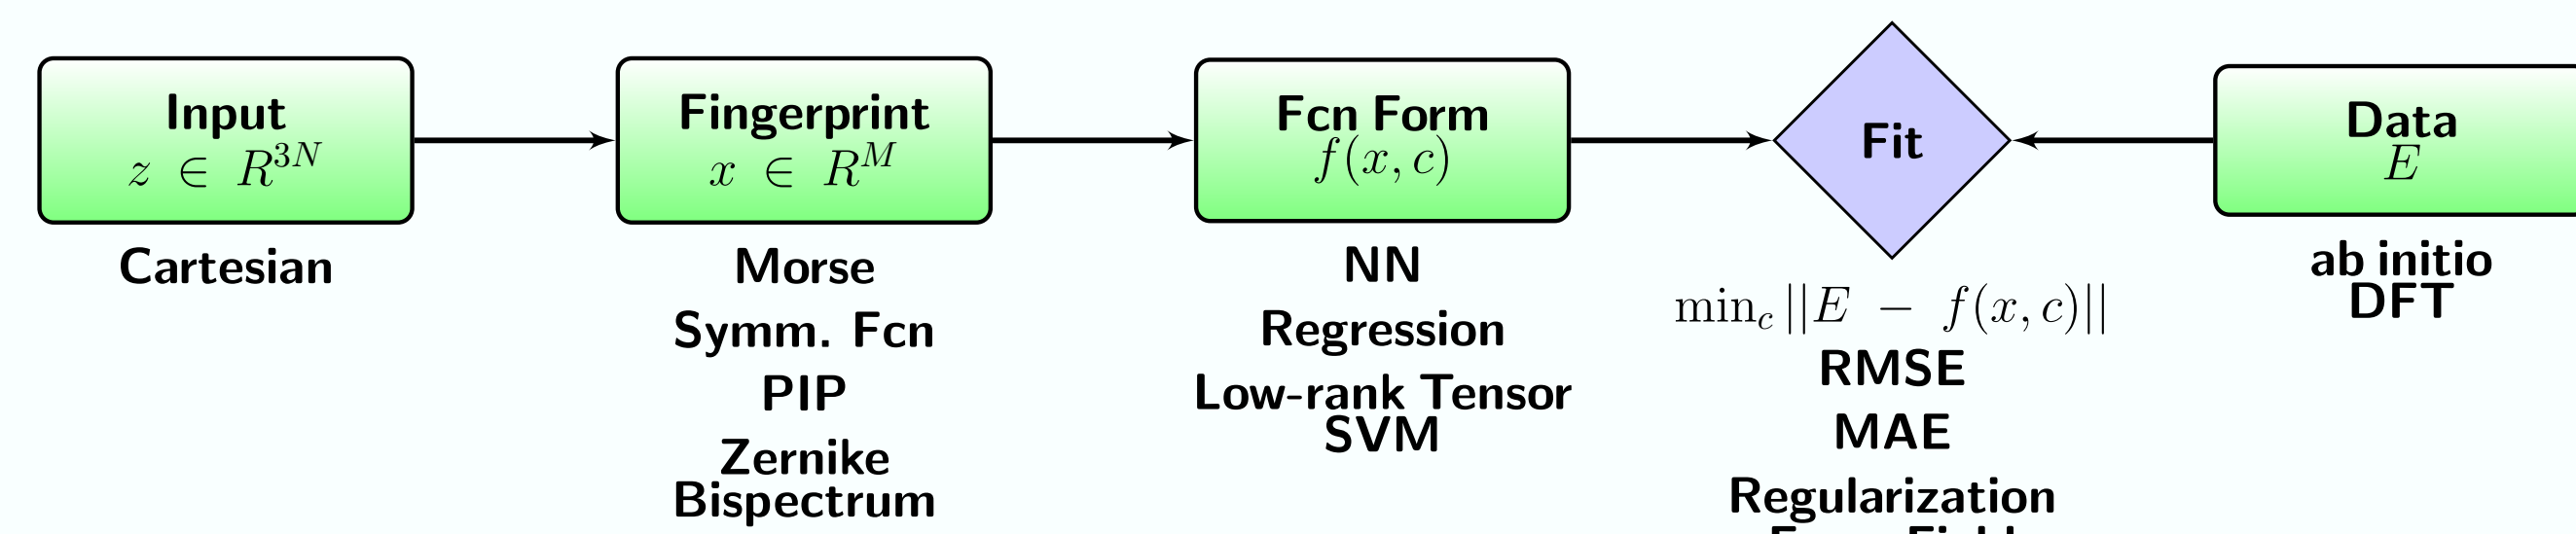 Input
z ∈ R^{3N}
Cartesian
Fingerprint
x ∈ R^M
Morse
Symm. Fcn
PIP
Zernike
Bispectrum
Fcn Form
f(x, c)
NN
Regression
Low-rank Tensor
SVM
Fit
min_c ||E − f(x, c)||
RMSE
MAE
Regularization
Data
E
ab initio
DFT